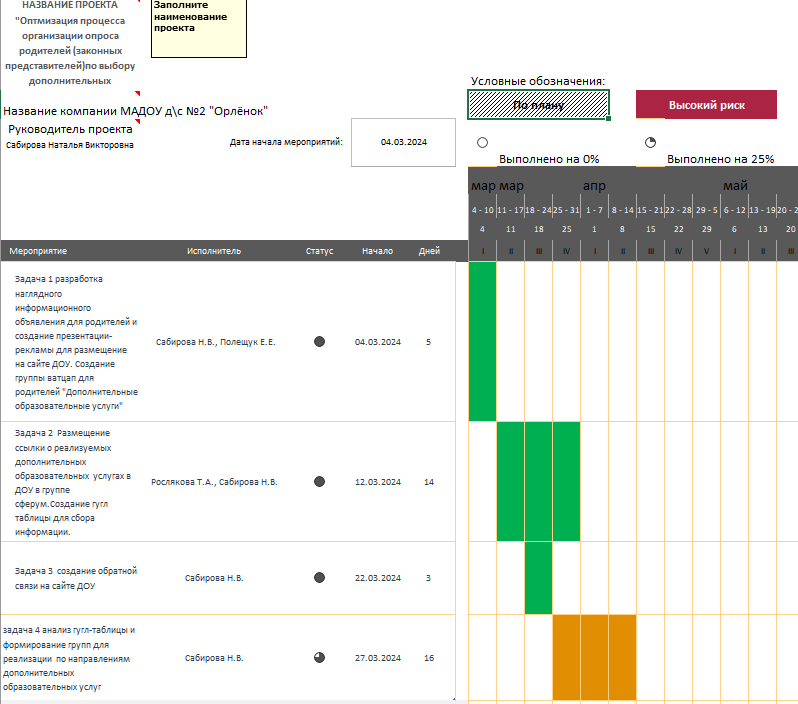 НАЗВАНИЕ ПРОЕКТА
"Оптмизация процесса
организации опроса
родителей (законных
представителей)по выбору
дополнительных
Заполните
наименование
проекта
Условные обозначения:
Название компании МАДОУ д\с №2 "Орлёнок"
По плану
Высокий риск
Руководитель проекта
Сабирова Наталья Викторовна
Дата начала мероприятий:
04.03.2024
Выполнено на 0%
Выполнено на 25%
мар мар апр май
4 - 10 11 - 17 18 - 24 25 - 31 1 - 7 8 - 14 15 - 21 22 - 28 29 - 5 6 - 12 13 - 19 20 - 2
4 11 18 25 1 8 15 22 29 6 13 20
Мероприятие Исполнитель Статус Начало Дней I II III IV I II III IV V I II III
Задача 1 разработка
наглядного
информационного
объявления для родителей и
создание презентации-
рекламы для размещение
на сайте ДОУ. Создание
группы ватцап для
родителей "Дополнительные
образовательные услуги"
Сабирова Н.В., Полещук Е.Е. 04.03.2024 5
Задача 2 Размещение
ссылки о реализуемых
дополнительных
образовательных услугах в
ДОУ в группе
сферум.Создание гугл
таблицы для сбора
информации.
Рослякова Т.А., Сабирова Н.В. 12.03.2024 14
Задача 3 создание обратной
связи на сайте ДОУ
Сабирова Н.В. 22.03.2024 3
задача 4 анализ гугл-таблицы и
формирование групп для
реализации по направлениям
дополнительных
образовательных услуг
Сабирова Н.В. 27.03.2024 16